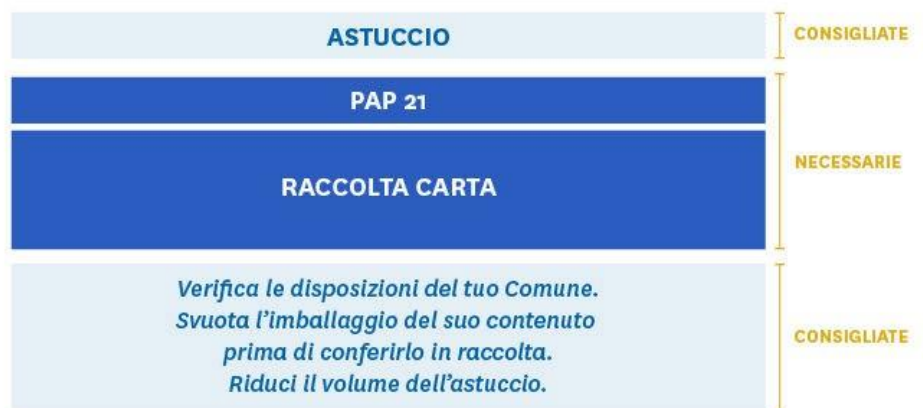 ASTUCCIO
CONSIGLIATE
PAP 21
RACCOLTA CARTA
NECESSARIE
Verifica le disposizioni del tuo Comune.
Svuota l'imballaggio del suo contenuto
prima di conferirlo in raccolta.
Riduci il volume dell'astuccio.
CONSIGLIATE